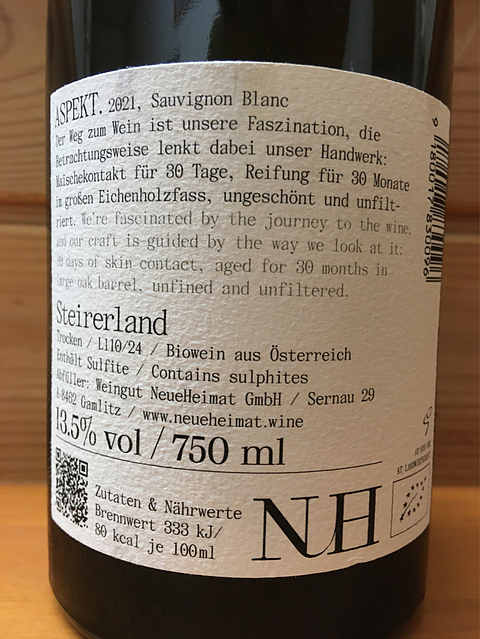 ASPEKT. 2021, Sauvignon Blanc
Der Weg zum Wein ist unsere Faszination, die
Betrachtungsweise lenkt dabei unser Handwerk:
Maischekontakt für 30 Tage, Reifung für 30 Monate
im großen Eichenholzfass, ungeschönt und unfilt-
riert. We're fascinated by the journey to the wine,
and our craft is guided by the way we look at it:
30 days of skin contact, aged for 30 months in
large oak barrel, unfined and unfiltered.
Steirerland
Trocken / L110/24 / Biowein aus Österreich
Enthält Sulfite / Contains sulphites
Abfüller: Weingut NeueHeimat GmbH / Sernau 29
A-8462 Gamlitz / www.neueheimat.wine
13.5% vol / 750 ml
Zutaten & Nährwerte
Brennwert 333 kJ/
80 kcal je 100ml
NH
9 180017 830096